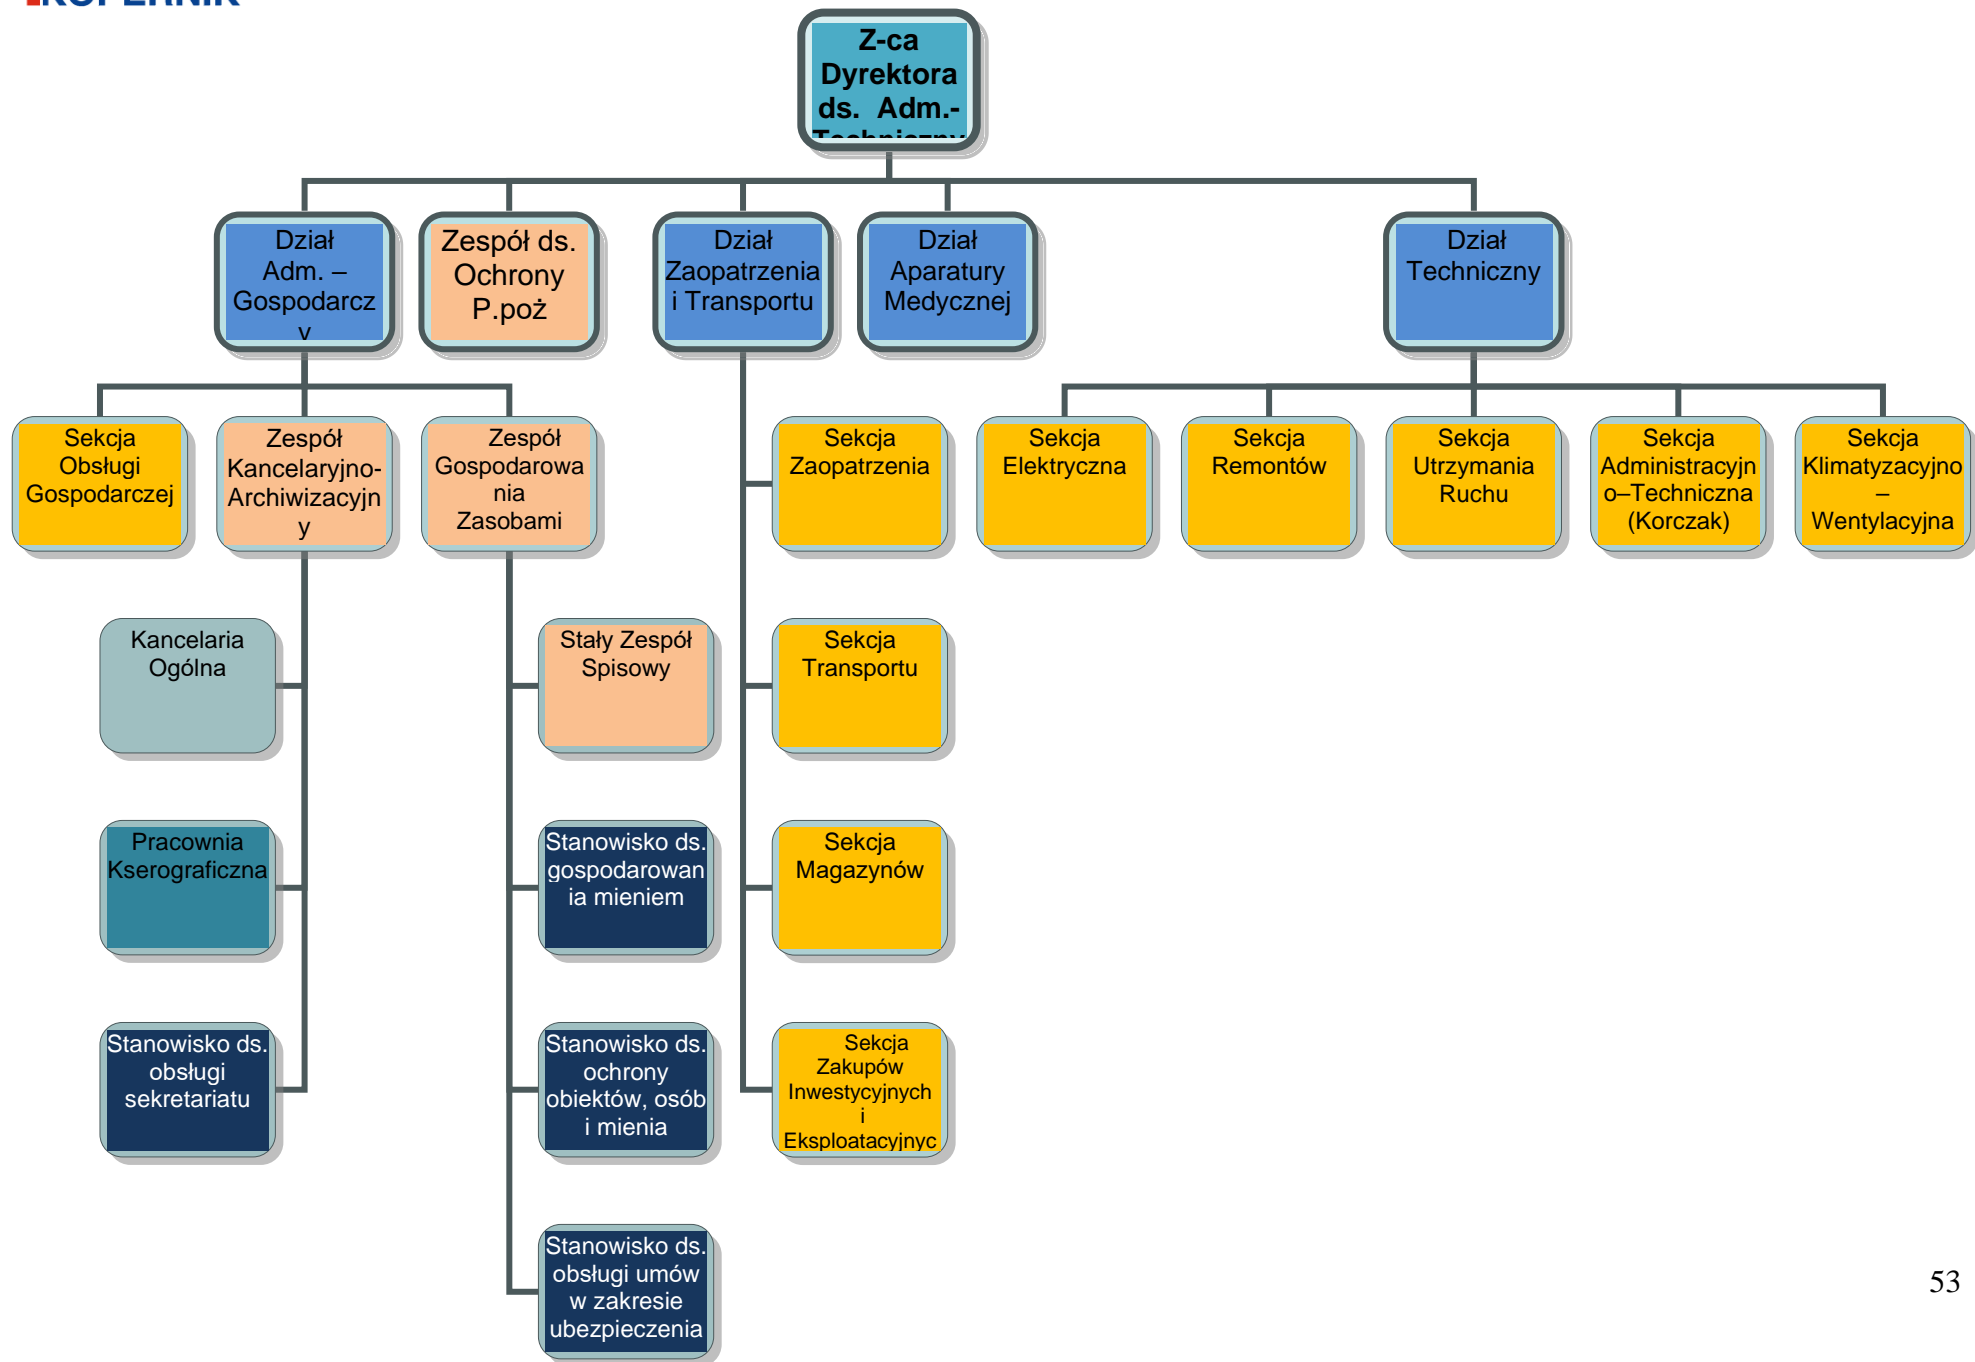 KOPERNIK
Z-ca
Dyrektora
ds. Adm.-
Techniczny
Dział
Adm. –
Gospodarcz
y
Zespół ds.
Ochrony
P.poż
Dział
Zaopatrzenia
i Transportu
Dział
Aparatury
Medycznej
Dział
Techniczny
Sekcja
Obsługi
Gospodarczej
Zespół
Kancelaryjno-
Archiwizacyjn
y
Zespół
Gospodarowa
nia
Zasobami
Sekcja
Zaopatrzenia
Sekcja
Elektryczna
Sekcja
Remontów
Sekcja
Utrzymania
Ruchu
Sekcja
Administracyjn
o–Techniczna
(Korczak)
Sekcja
Klimatyzacyjno
–
Wentylacyjna
Kancelaria
Ogólna
Stały Zespół
Spisowy
Sekcja
Transportu
Pracownia
Kserograficzna
Stanowisko ds.
gospodarowan
ia mieniem
Sekcja
Magazynów
Stanowisko ds.
obsługi
sekretariatu
Stanowisko ds.
ochrony
obiektów, osób
i mienia
Sekcja
Zakupów
Inwestycyjnych
i
Eksploatacyjnyc
Stanowisko ds.
obsługi umów
w zakresie
ubezpieczenia
53